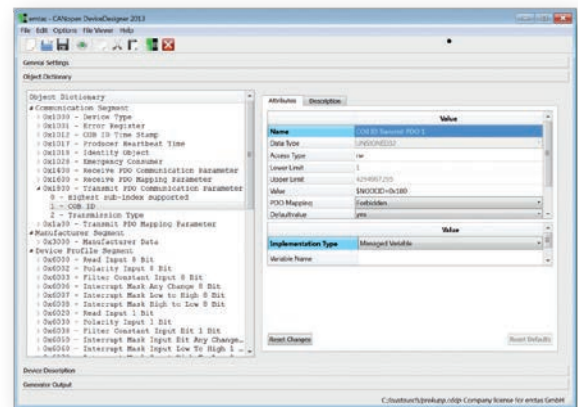 emtas - CANopen DeviceDesigner 2013
File Edit Options File Viewer Help
General Settings
Object Dictionary
Object Dictionary
Communication Segment
0x1000 - Device Type
0x1001 - Error Register
0x1012 - COB ID Time Stamp
0x1017 - Producer Heartbeat Time
0x1018 - Identity Object
0x1028 - Emergency Consumer
0x1400 - Receive PDO Communication Parameter
0x1600 - Receive PDO Mapping Parameter
0x1800 - Transmit PDO Communication Parameter
0 - Highest sub-index supported
1 - COB ID
2 - Transmission Type
0x1a00 - Transmit PDO Mapping Parameter
Manufacturer Segment
0x3000 - Manufacturer Data
Device Profile Segment
0x6000 - Read Input 8 Bit
0x6002 - Polarity Input 8 Bit
0x6003 - Filter Constant Input 8 Bit
0x6006 - Interrupt Mask Any Change 8 Bit
0x6007 - Interrupt Mask Low to High 8 Bit
0x6008 - Interrupt Mask High to Low 8 Bit
0x6020 - Read Input 1 Bit
0x6030 - Polarity Input 1 Bit
0x6038 - Filter Constant Input Bit 1 Bit
0x6050 - Interrupt Mask Input Bit Any Change...
0x6060 - Interrupt Mask Input Low To High 1 ...
Attributes Description
Value
Name COB ID Transmit PDO 1
Data Type UNSIGNED32
Access Type rw
Lower Limit 1
Upper Limit 4294967295
Value $NODEID+0x180
PDO Mapping Forbidden
Defaultvalue yes
Value
Implementation Type Managed Variable
Variable Name
Reset Changes Reset Defaults
Device Description
Generator Output
Company license for emtas GmbH